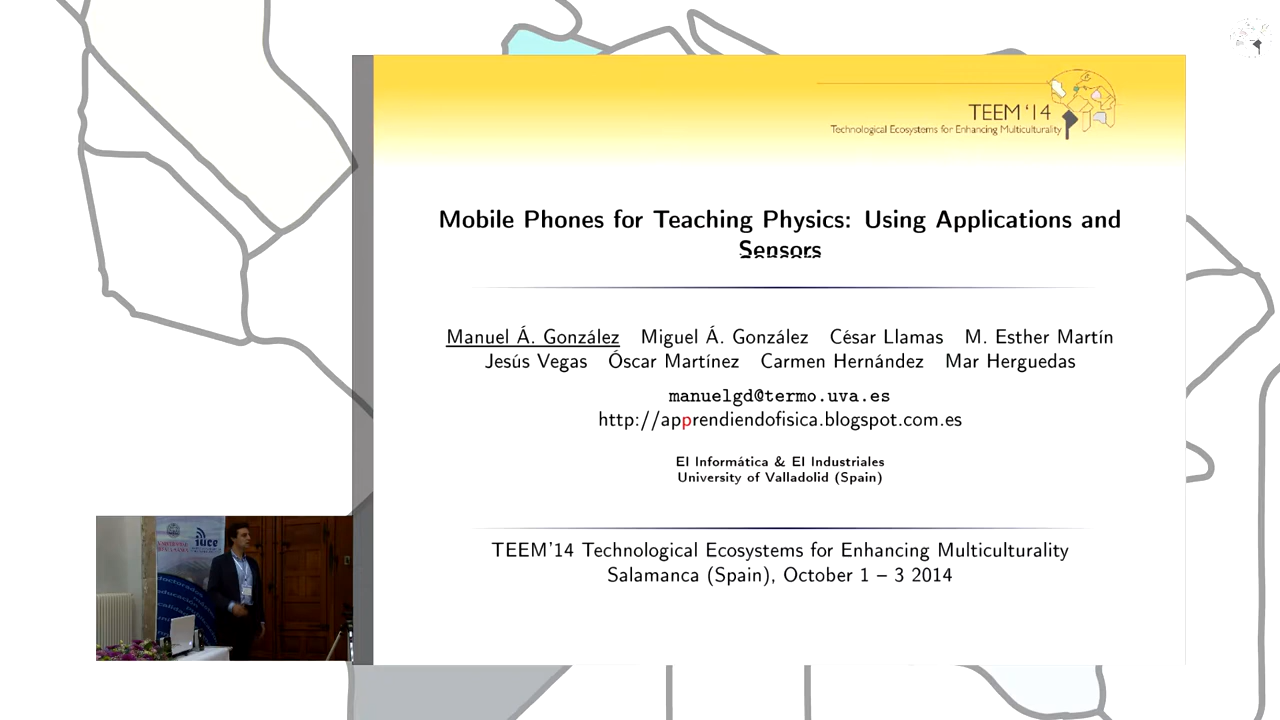 TEEM '14
Technological Ecosystems for Enhancing Multiculturality
Mobile Phones for Teaching Physics: Using Applications and
Sensors
Manuel Á. González Miguel Á. González César Llamas M. Esther Martín
Jesús Vegas Óscar Martínez Carmen Hernández Mar Herguedas
manuelgd@termo.uva.es
http://apprendiendofisica.blogspot.com.es
EI Informática & EI Industriales
University of Valladolid (Spain)
TEEM'14 Technological Ecosystems for Enhancing Multiculturality
Salamanca (Spain), October 1 – 3 2014
iuce